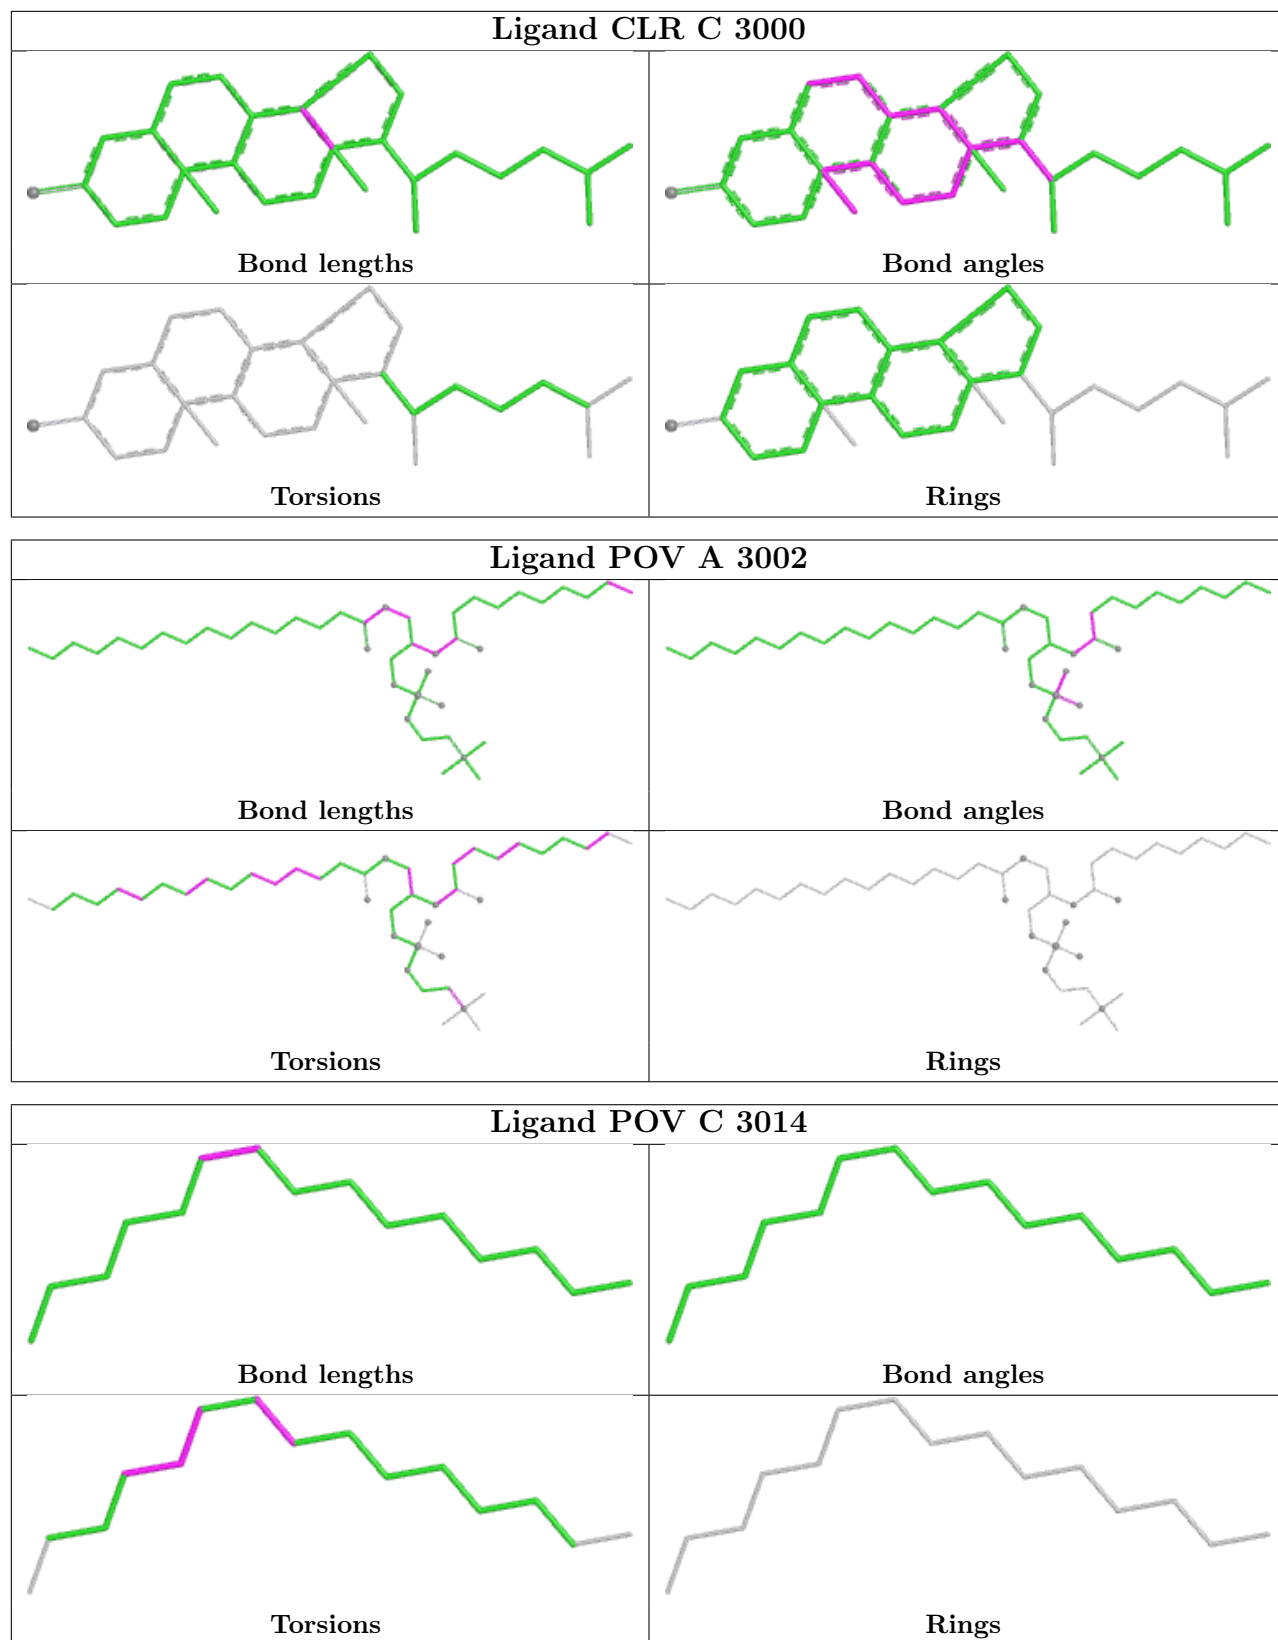 Ligand CLR C 3000
Bond lengths
Bond angles
Torsions
Rings
Ligand POV A 3002
Bond lengths
Bond angles
Torsions
Rings
Ligand POV C 3014
Bond lengths
Bond angles
Torsions
Rings